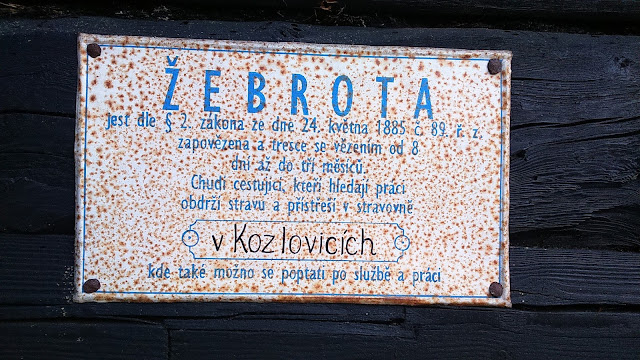 ŽEBROTA
jest dle § 2. zákona ze dne 24. května 1885 č. 89. ř. z.
zapovězena a tresce se vězením od 8
dní až do tří měsíců.
Chudí cestující, kteří hledají práci
obdrží stravu a přístřeší v stravovně
v Kozlovicích
kde také možno se poptati po službě a práci